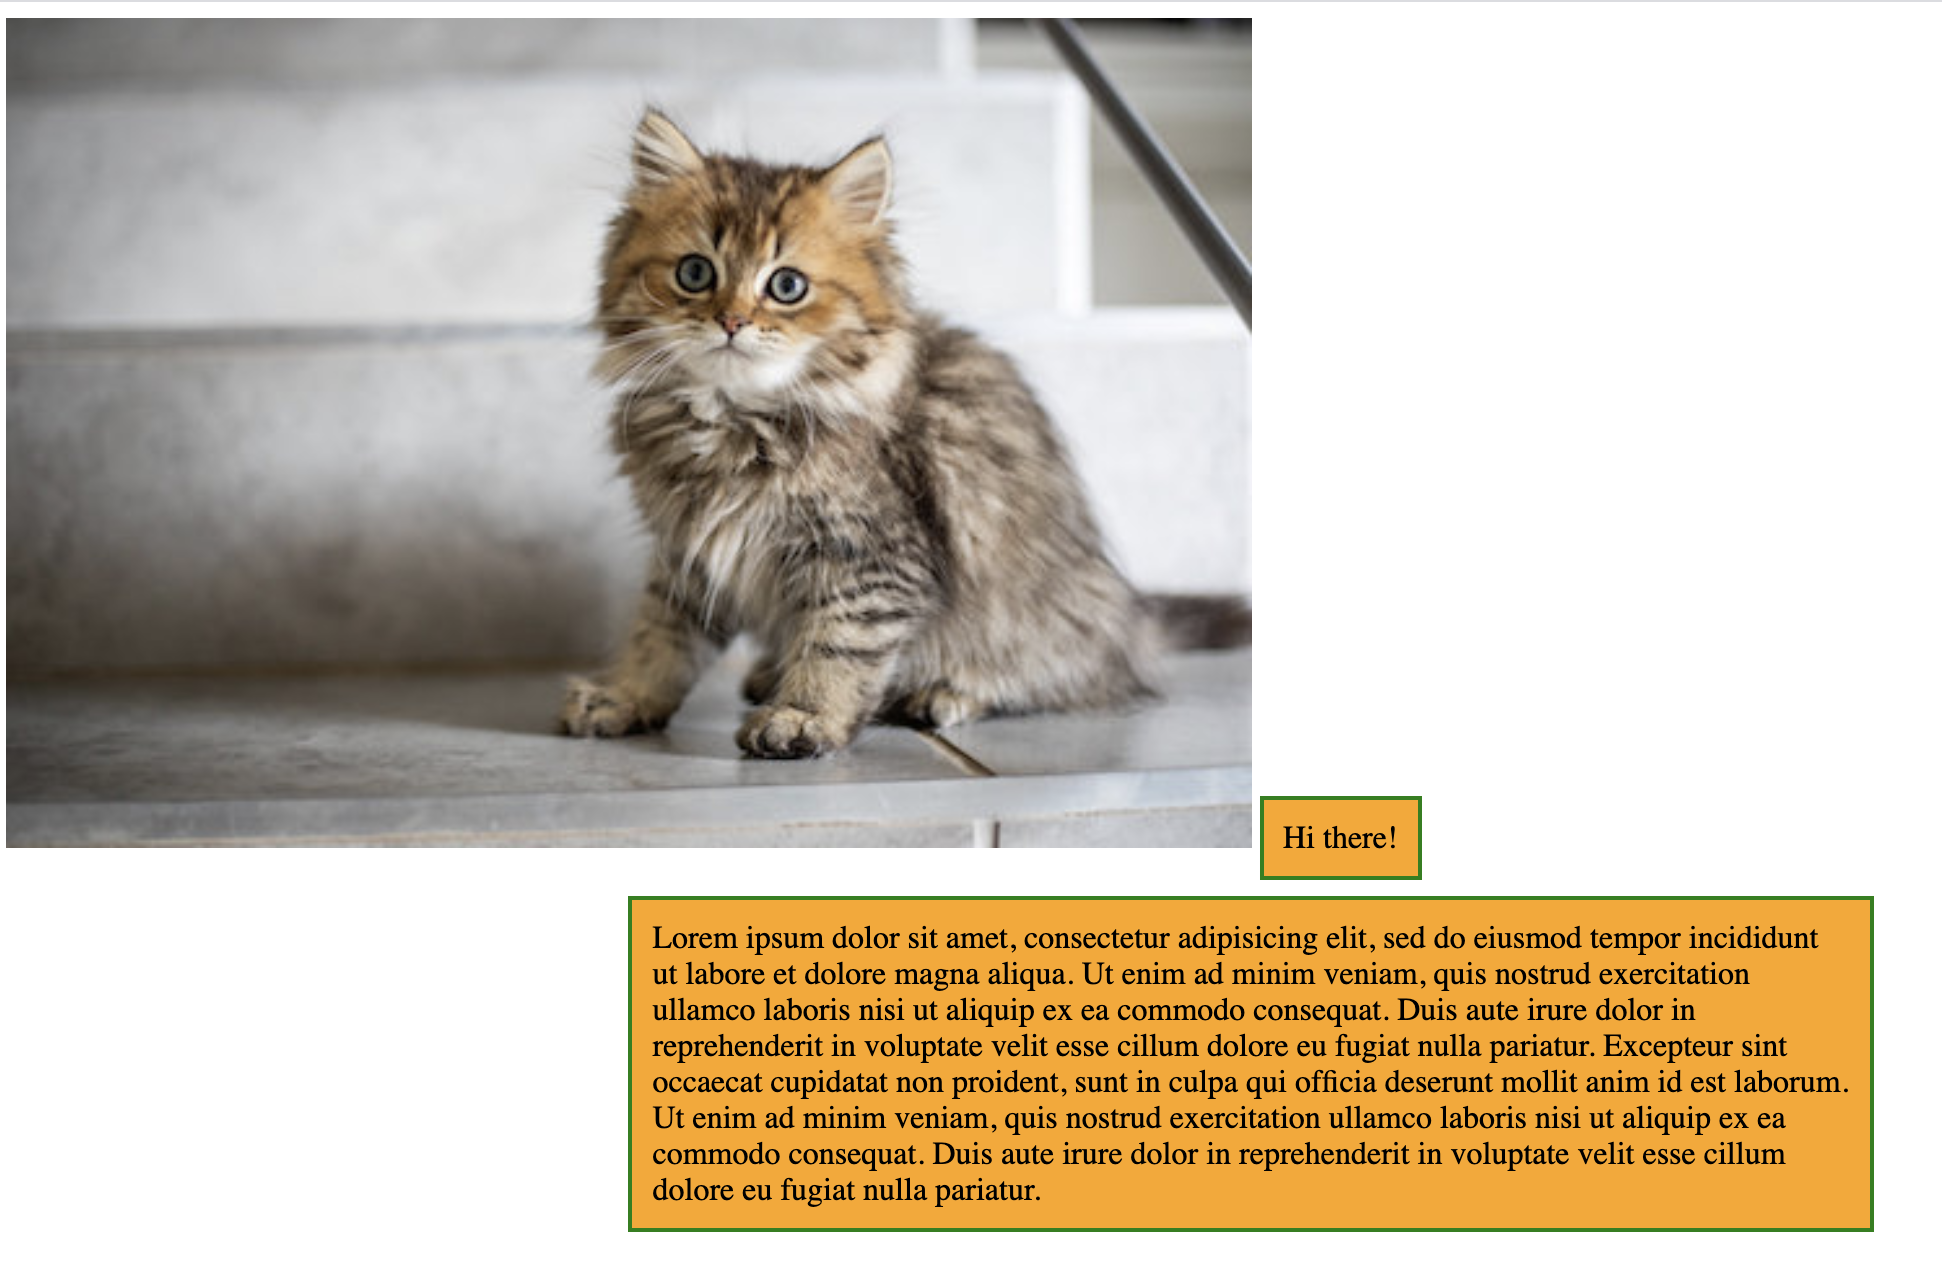 Hi there!
Lorem ipsum dolor sit amet, consectetur adipisicing elit, sed do eiusmod tempor incididunt
ut labore et dolore magna aliqua. Ut enim ad minim veniam, quis nostrud exercitation
ullamco laboris nisi ut aliquip ex ea commodo consequat. Duis aute irure dolor in
reprehenderit in voluptate velit esse cillum dolore eu fugiat nulla pariatur. Excepteur sint
occaecat cupidatat non proident, sunt in culpa qui officia deserunt mollit anim id est laborum.
Ut enim ad minim veniam, quis nostrud exercitation ullamco laboris nisi ut aliquip ex ea
commodo consequat. Duis aute irure dolor in reprehenderit in voluptate velit esse cillum
dolore eu fugiat nulla pariatur.